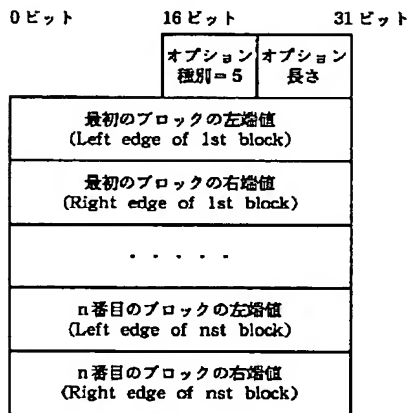 0ビット 16ビット 31ビット
オプション オプション
種別=5 長さ
最初のブロックの左端値
(Left edge of 1st block)
最初のブロックの右端値
(Right edge of 1st block)
・・・・・
n番目のブロックの左端値
(Left edge of nst block)
n番目のブロックの右端値
(Right edge of nst block)